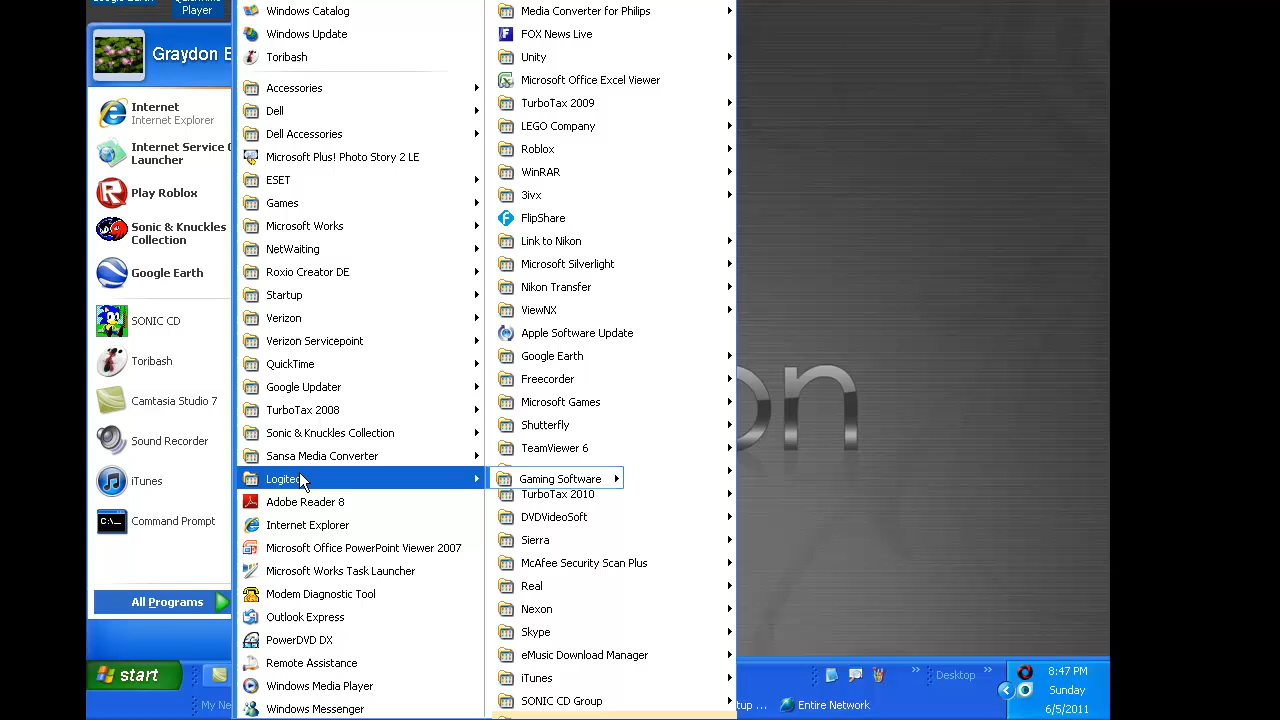 Player
Graydon E
Internet
Internet Explorer
Internet Service
Launcher
Play Roblox
Sonic & Knuckles
Collection
Google Earth
SONIC CD
Toribash
Camtasia Studio 7
Sound Recorder
iTunes
Command Prompt
All Programs
start
My Ne
Windows Catalog
Windows Update
Toribash
Accessories
Dell
Dell Accessories
Microsoft Plus! Photo Story 2 LE
ESET
Games
Microsoft Works
NetWaiting
Roxio Creator DE
Startup
Verizon
Verizon Servicepoint
QuickTime
Google Updater
TurboTax 2008
Sonic & Knuckles Collection
Sansa Media Converter
Logitec
Adobe Reader 8
Internet Explorer
Microsoft Office PowerPoint Viewer 2007
Microsoft Works Task Launcher
Modem Diagnostic Tool
Outlook Express
PowerDVD DX
Remote Assistance
Media Player
Windows Messenger
Media Converter for Philips
FOX News Live
Unity
Microsoft Office Excel Viewer
TurboTax 2009
LEGO Company
Roblox
WinRAR
3ivx
FlipShare
Link to Nikon
Microsoft Silverlight
Nikon Transfer
ViewNX
Apple Software Update
Google Earth
Freecorder
Microsoft Games
Shutterfly
TeamViewer 6
Gaming Software
TurboTax 2010
DVDVideoSoft
Sierra
McAfee Security Scan Plus
Real
Nexon
Skype
eMusic Download Manager
iTunes
SONIC CD Group
on
Desktop
tup ...
Entire Network
8:47 PM
Sunday
6/5/2011